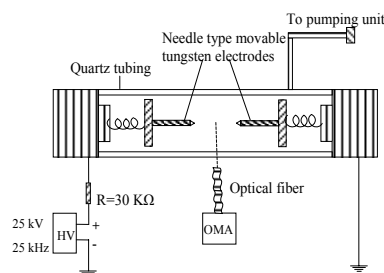 To pumping unit
Needle type movable
tungsten electrodes
Quartz tubing
Optical fiber
R=30 KΩ
25 kV
+
HV
OMA
25 kHz
-